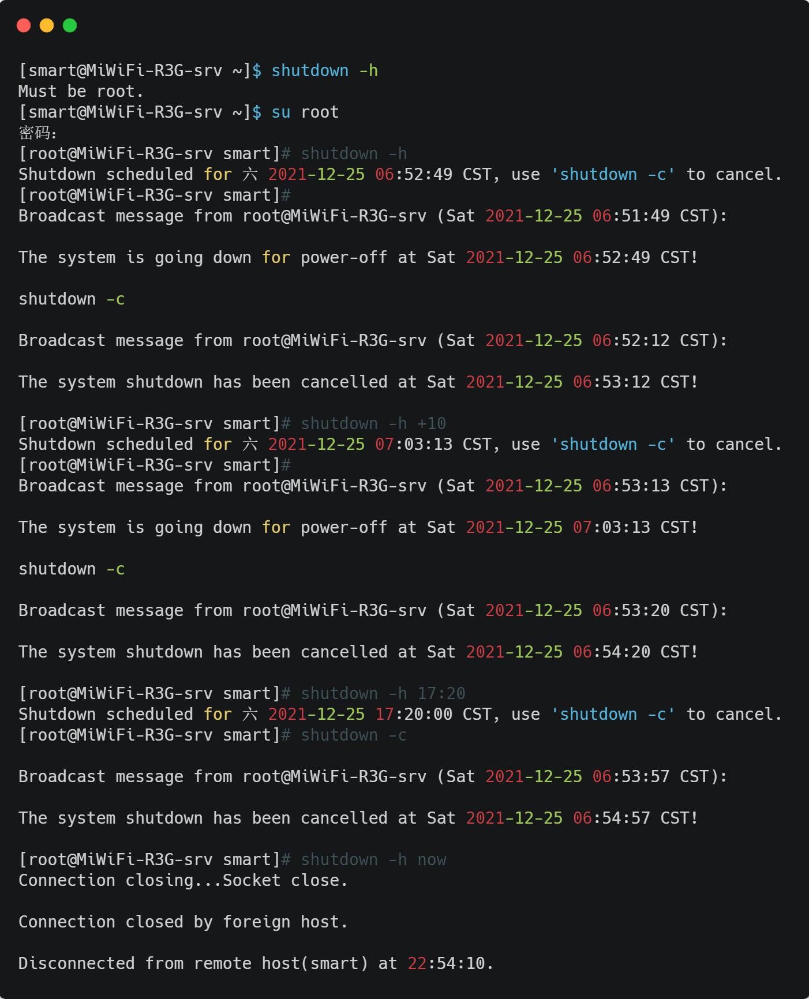 [smart@MiWiFi-R3G-srv ~]$ shutdown -h
Must be root.
[smart@MiWiFi-R3G-srv ~]$ su root
密码：
[root@MiWiFi-R3G-srv smart]# shutdown -h
Shutdown scheduled for 六 2021-12-25 06:52:49 CST, use 'shutdown -c' to cancel.
[root@MiWiFi-R3G-srv smart]#
Broadcast message from root@MiWiFi-R3G-srv (Sat 2021-12-25 06:51:49 CST):
The system is going down for power-off at Sat 2021-12-25 06:52:49 CST!
shutdown -c
Broadcast message from root@MiWiFi-R3G-srv (Sat 2021-12-25 06:52:12 CST):
The system shutdown has been cancelled at Sat 2021-12-25 06:53:12 CST!
[root@MiWiFi-R3G-srv smart]# shutdown -h +10
Shutdown scheduled for 六 2021-12-25 07:03:13 CST, use 'shutdown -c' to cancel.
[root@MiWiFi-R3G-srv smart]#
Broadcast message from root@MiWiFi-R3G-srv (Sat 2021-12-25 06:53:13 CST):
The system is going down for power-off at Sat 2021-12-25 07:03:13 CST!
shutdown -c
Broadcast message from root@MiWiFi-R3G-srv (Sat 2021-12-25 06:53:20 CST):
The system shutdown has been cancelled at Sat 2021-12-25 06:54:20 CST!
[root@MiWiFi-R3G-srv smart]# shutdown -h 17:20
Shutdown scheduled for 六 2021-12-25 17:20:00 CST, use 'shutdown -c' to cancel.
[root@MiWiFi-R3G-srv smart]# shutdown -c
Broadcast message from root@MiWiFi-R3G-srv (Sat 2021-12-25 06:53:57 CST):
The system shutdown has been cancelled at Sat 2021-12-25 06:54:57 CST!
[root@MiWiFi-R3G-srv smart]# shutdown -h now
Connection closing...Socket close.
Connection closed by foreign host.
Disconnected from remote host(smart) at 22:54:10.